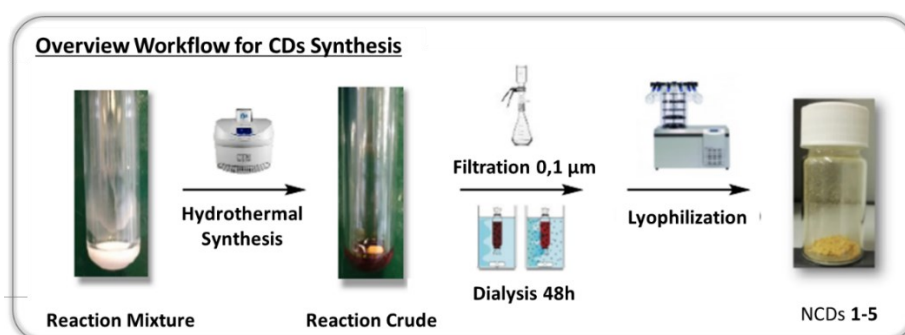 Overview Workflow for CDs Synthesis
Filtration 0,1 µm
Hydrothermal
Synthesis
Lyophilization
Dialysis 48h
Reaction Mixture
Reaction Crude
NCDs 1-5